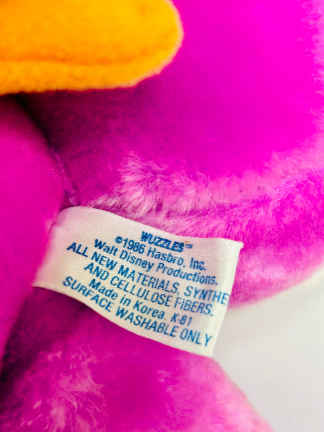 WUZZLES™
©1986 Hasbro, Inc.
Walt Disney Productions.
ALL NEW MATERIALS, SYNTHE
AND CELLULOSE FIBERS.
Made in Korea. K-81
SURFACE WASHABLE ONLY